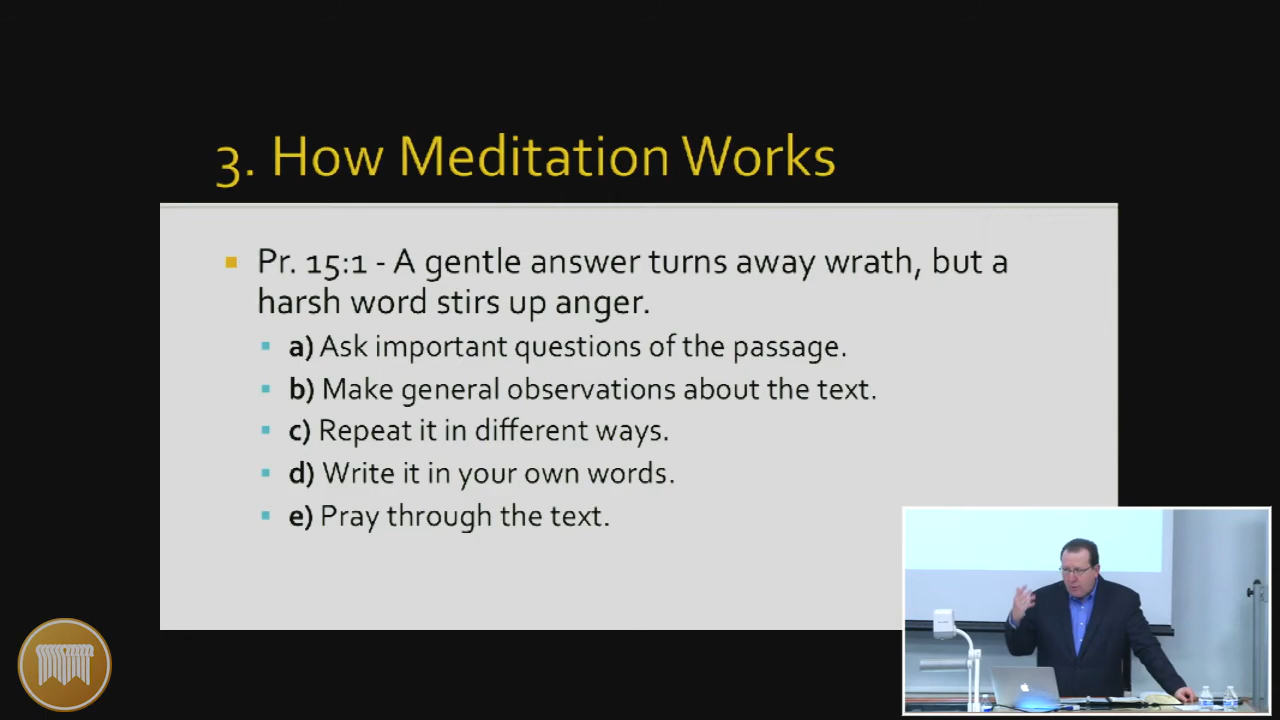 3. How Meditation Works
Pr. 15:1 - A gentle answer turns away wrath, but a
harsh word stirs up anger.
a) Ask important questions of the passage.
b) Make general observations about the text.
c) Repeat it in different ways.
d) Write it in your own words.
e) Pray through the text.